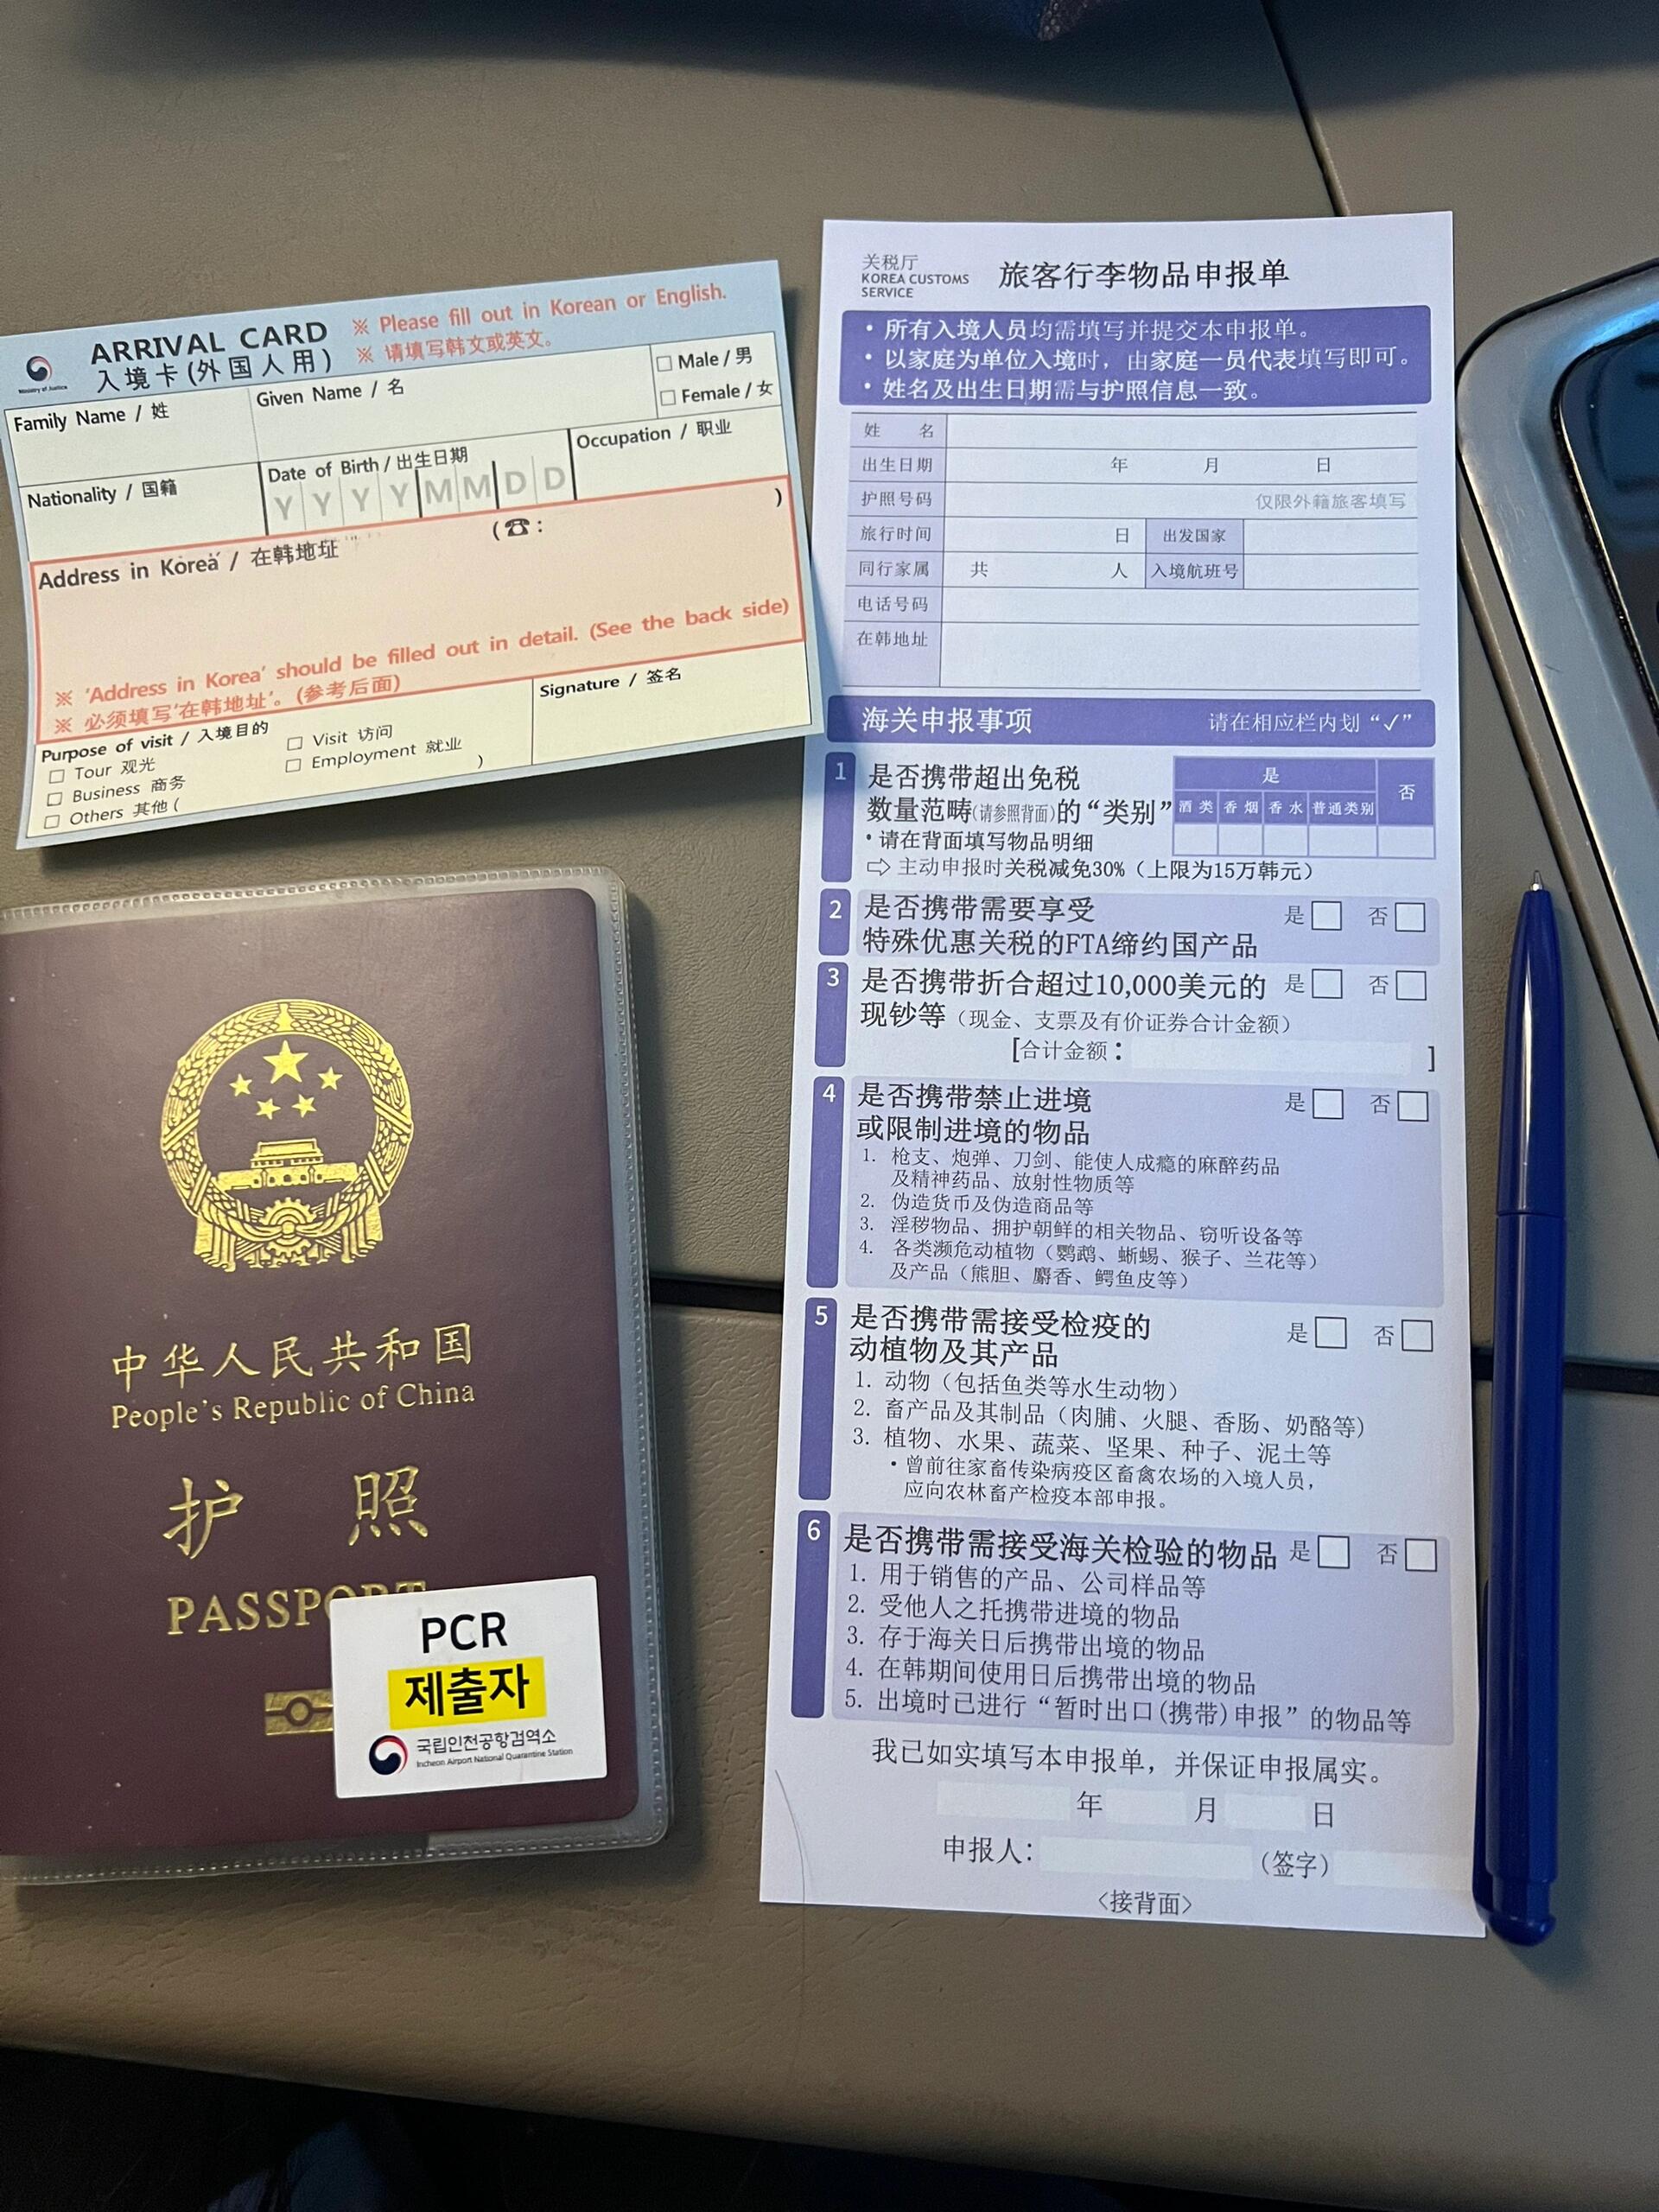 Ministry of Justice
ARRIVAL CARD
入境卡(外国人用)
※ Please fill out in Korean or English.
※ 请填写韩文或英文。
Family Name / 姓
Given Name / 名
□ Male / 男
□ Female / 女
Nationality / 国籍
Date of Birth / 出生日期
Y Y Y Y M M D D
Occupation / 职业
Address in Korea / 在韩地址
(☎: )
※ 'Address in Korea' should be filled out in detail. (See the back side)
※ 必须填写'在韩地址'。(参考后面)
Purpose of visit / 入境目的
□ Tour 观光
□ Business 商务
□ Others 其他 ( )
□ Visit 访问
□ Employment 就业
Signature / 签名
中华人民共和国
People's Republic of China
护照
PASSPORT
PCR
제출자
국립인천공항검역소
Incheon Airport National Quarantine Station
关税厅
KOREA CUSTOMS
SERVICE
旅客行李物品申报单
• 所有入境人员均需填写并提交本申报单。
• 以家庭为单位入境时，由家庭一员代表填写即可。
• 姓名及出生日期需与护照信息一致。
姓 名
出生日期 年 月 日
护照号码 仅限外籍旅客填写
旅行时间 日 出发国家
同行家属 共 人 入境航班号
电话号码
在韩地址
海关申报事项 请在相应栏内划“✓”
1 是否携带超出免税
数量范畴(请参照背面)的“类别”
是 否
酒类 香烟 香水 普通类别
• 请在背面填写物品明细
⇨ 主动申报时关税减免30%（上限为15万韩元）
2 是否携带需要享受
特殊优惠关税的FTA缔约国产品
是□ 否□
3 是否携带折合超过10,000美元的
现钞等（现金、支票及有价证券合计金额）
是□ 否□
[合计金额： ]
4 是否携带禁止进境
或限制进境的物品
是□ 否□
1. 枪支、炮弹、刀剑、能使人成瘾的麻醉药品
及精神药品、放射性物质等
2. 伪造货币及伪造商品等
3. 淫秽物品、拥护朝鲜的相关物品、窃听设备等
4. 各类濒危动植物（鹦鹉、蜥蜴、猴子、兰花等）
及产品（熊胆、麝香、鳄鱼皮等）
5 是否携带需接受检疫的
动植物及其产品
是□ 否□
1. 动物（包括鱼类等水生动物）
2. 畜产品及其制品（肉脯、火腿、香肠、奶酪等）
3. 植物、水果、蔬菜、坚果、种子、泥土等
• 曾前往家畜传染病疫区畜禽农场的入境人员，
应向农林畜产检疫本部申报。
6 是否携带需接受海关检验的物品 是□ 否□
1. 用于销售的产品、公司样品等
2. 受他人之托携带进境的物品
3. 存于海关日后携带出境的物品
4. 在韩期间使用日后携带出境的物品
5. 出境时已进行“暂时出口(携带)申报”的物品等
我已如实填写本申报单，并保证申报属实。
年 月 日
申报人： （签字）
〈接背面〉